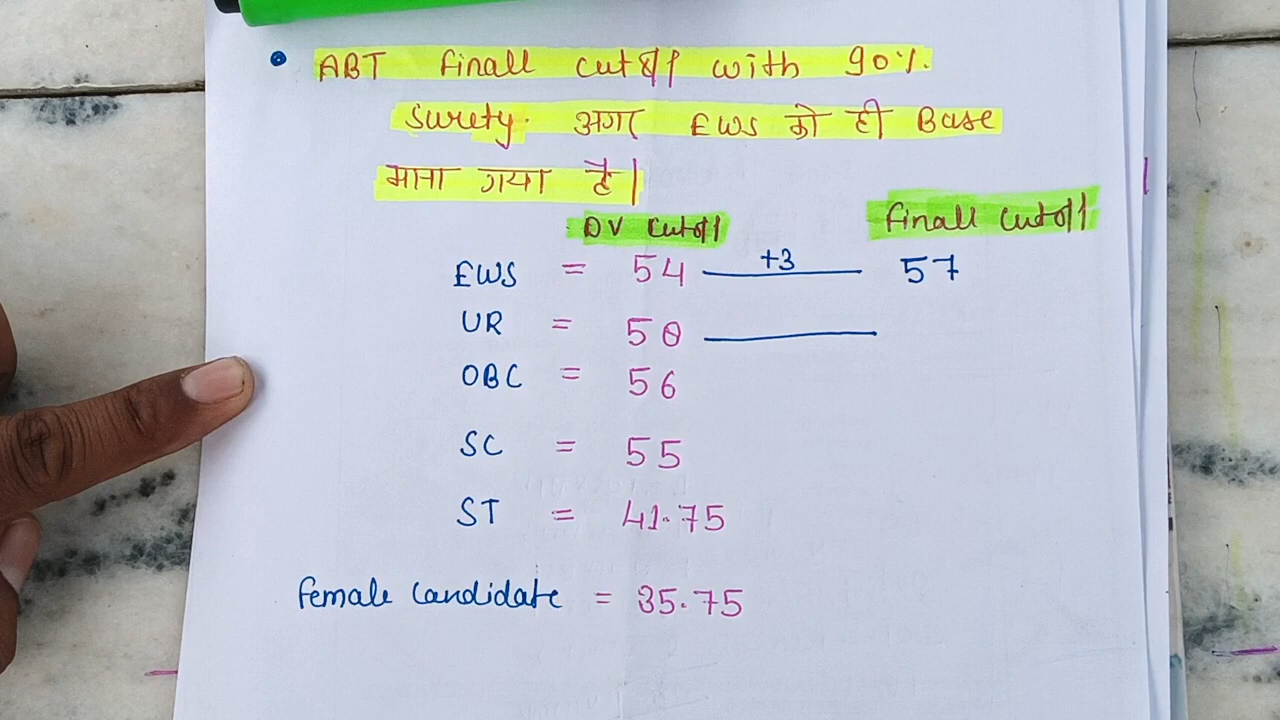 • ABT Finall cutoff with 90%.
Surety. अगर EWS को ही Base
माना गया है|
DV Cutoff Finall Cutoff
EWS = 54 +3 57
UR = 50
OBC = 56
SC = 55
ST = 41.75
Female Candidate = 35.75